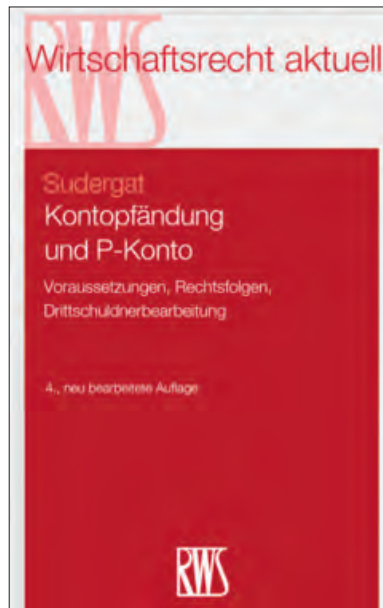 RWS
Wirtschaftsrecht aktuell
Sudergat
Kontopfändung
und P-Konto
Voraussetzungen, Rechtsfolgen,
Drittschuldnerbearbeitung
4., neu bearbeitete Auflage
RWS